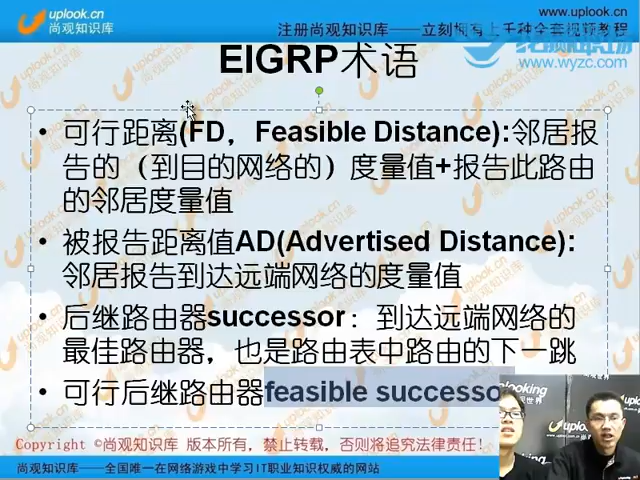 uplook.cn
尚观知识库
www.uplook.cn
注册尚观知识库——立刻拥有上千种全套视频教程
www.wyzc.com
EIGRP术语
• 可行距离(FD，Feasible Distance):邻居报
告的（到目的网络的）度量值+报告此路由
的邻居度量值
• 被报告距离值AD(Advertised Distance):
邻居报告到达远端网络的度量值
• 后继路由器successor：到达远端网络的
最佳路由器，也是路由表中路由的下一跳
• 可行后继路由器feasible successo
Copyright ©尚观知识库 版本所有，禁止转载，否则将追究法律责任！
尚观知识库——全国唯一在网络游戏中学习IT职业知识权威的网站